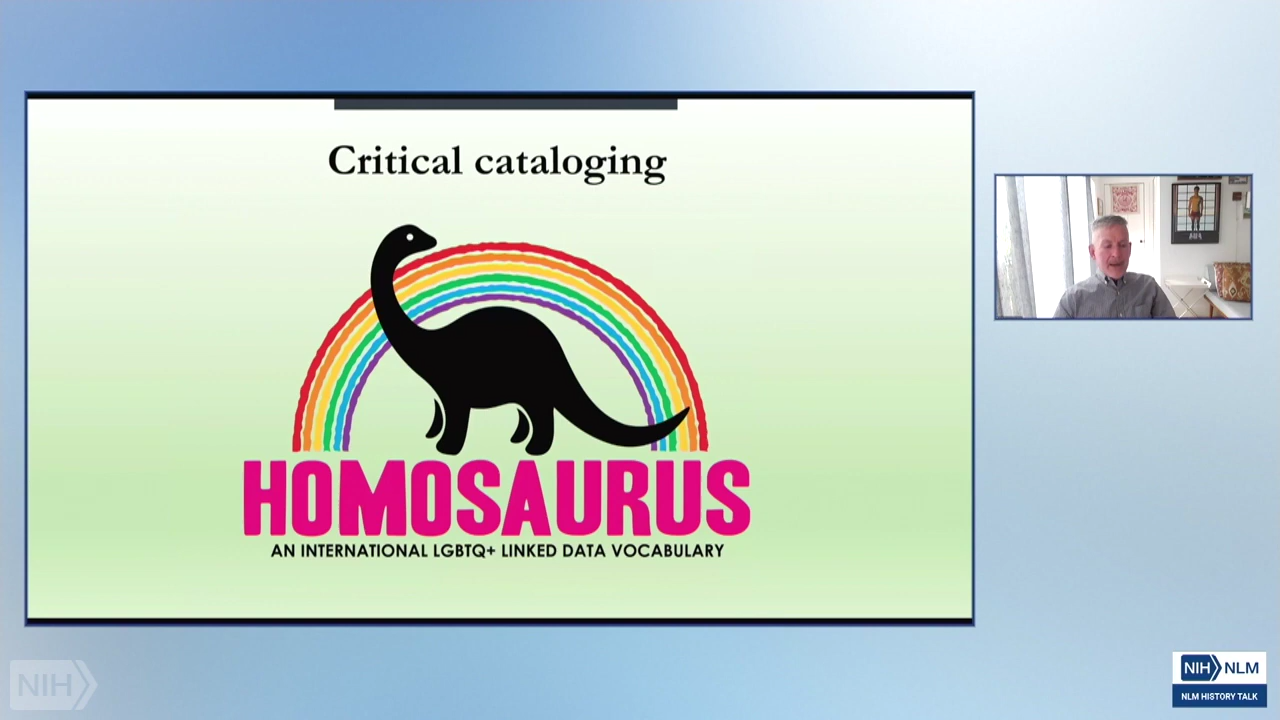 Critical cataloging
HOMOSAURUS
AN INTERNATIONAL LGBTQ+ LINKED DATA VOCABULARY
NIH
NIH NLM
NLM HISTORY TALK